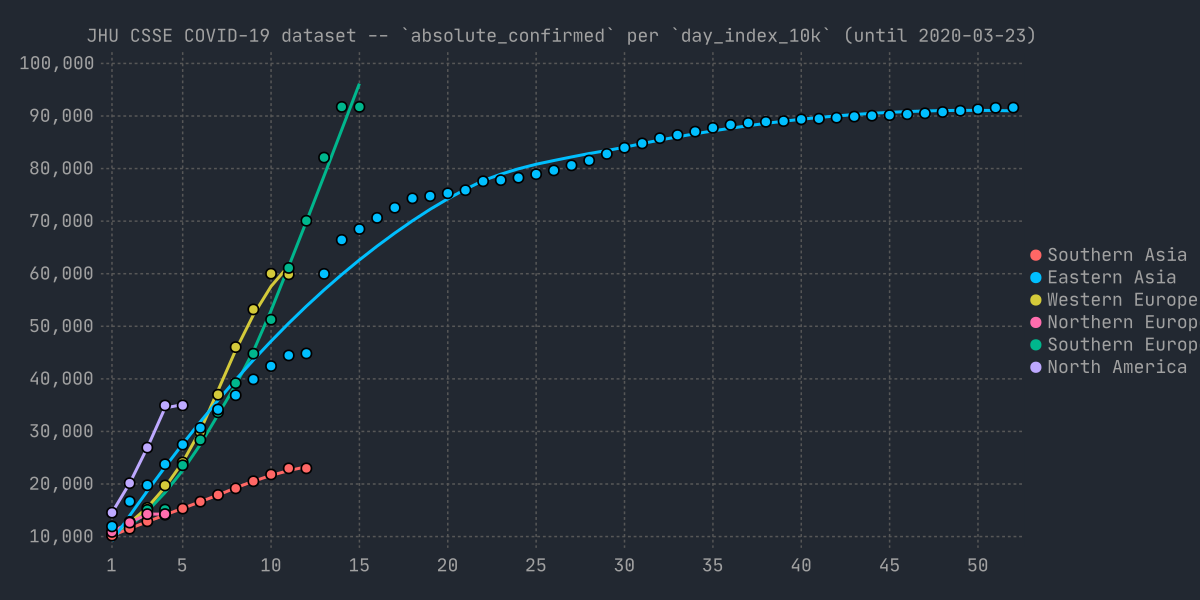 JHU CSSE COVID-19 dataset -- `absolute_confirmed` per `day_index_10k` (until 2020-03-23)
100,000
90,000
80,000
70,000
60,000
50,000
40,000
30,000
20,000
10,000
1 5 10 15 20 25 30 35 40 45 50
Southern Asia
Eastern Asia
Western Europe
Northern Europ
Southern Europ
North America